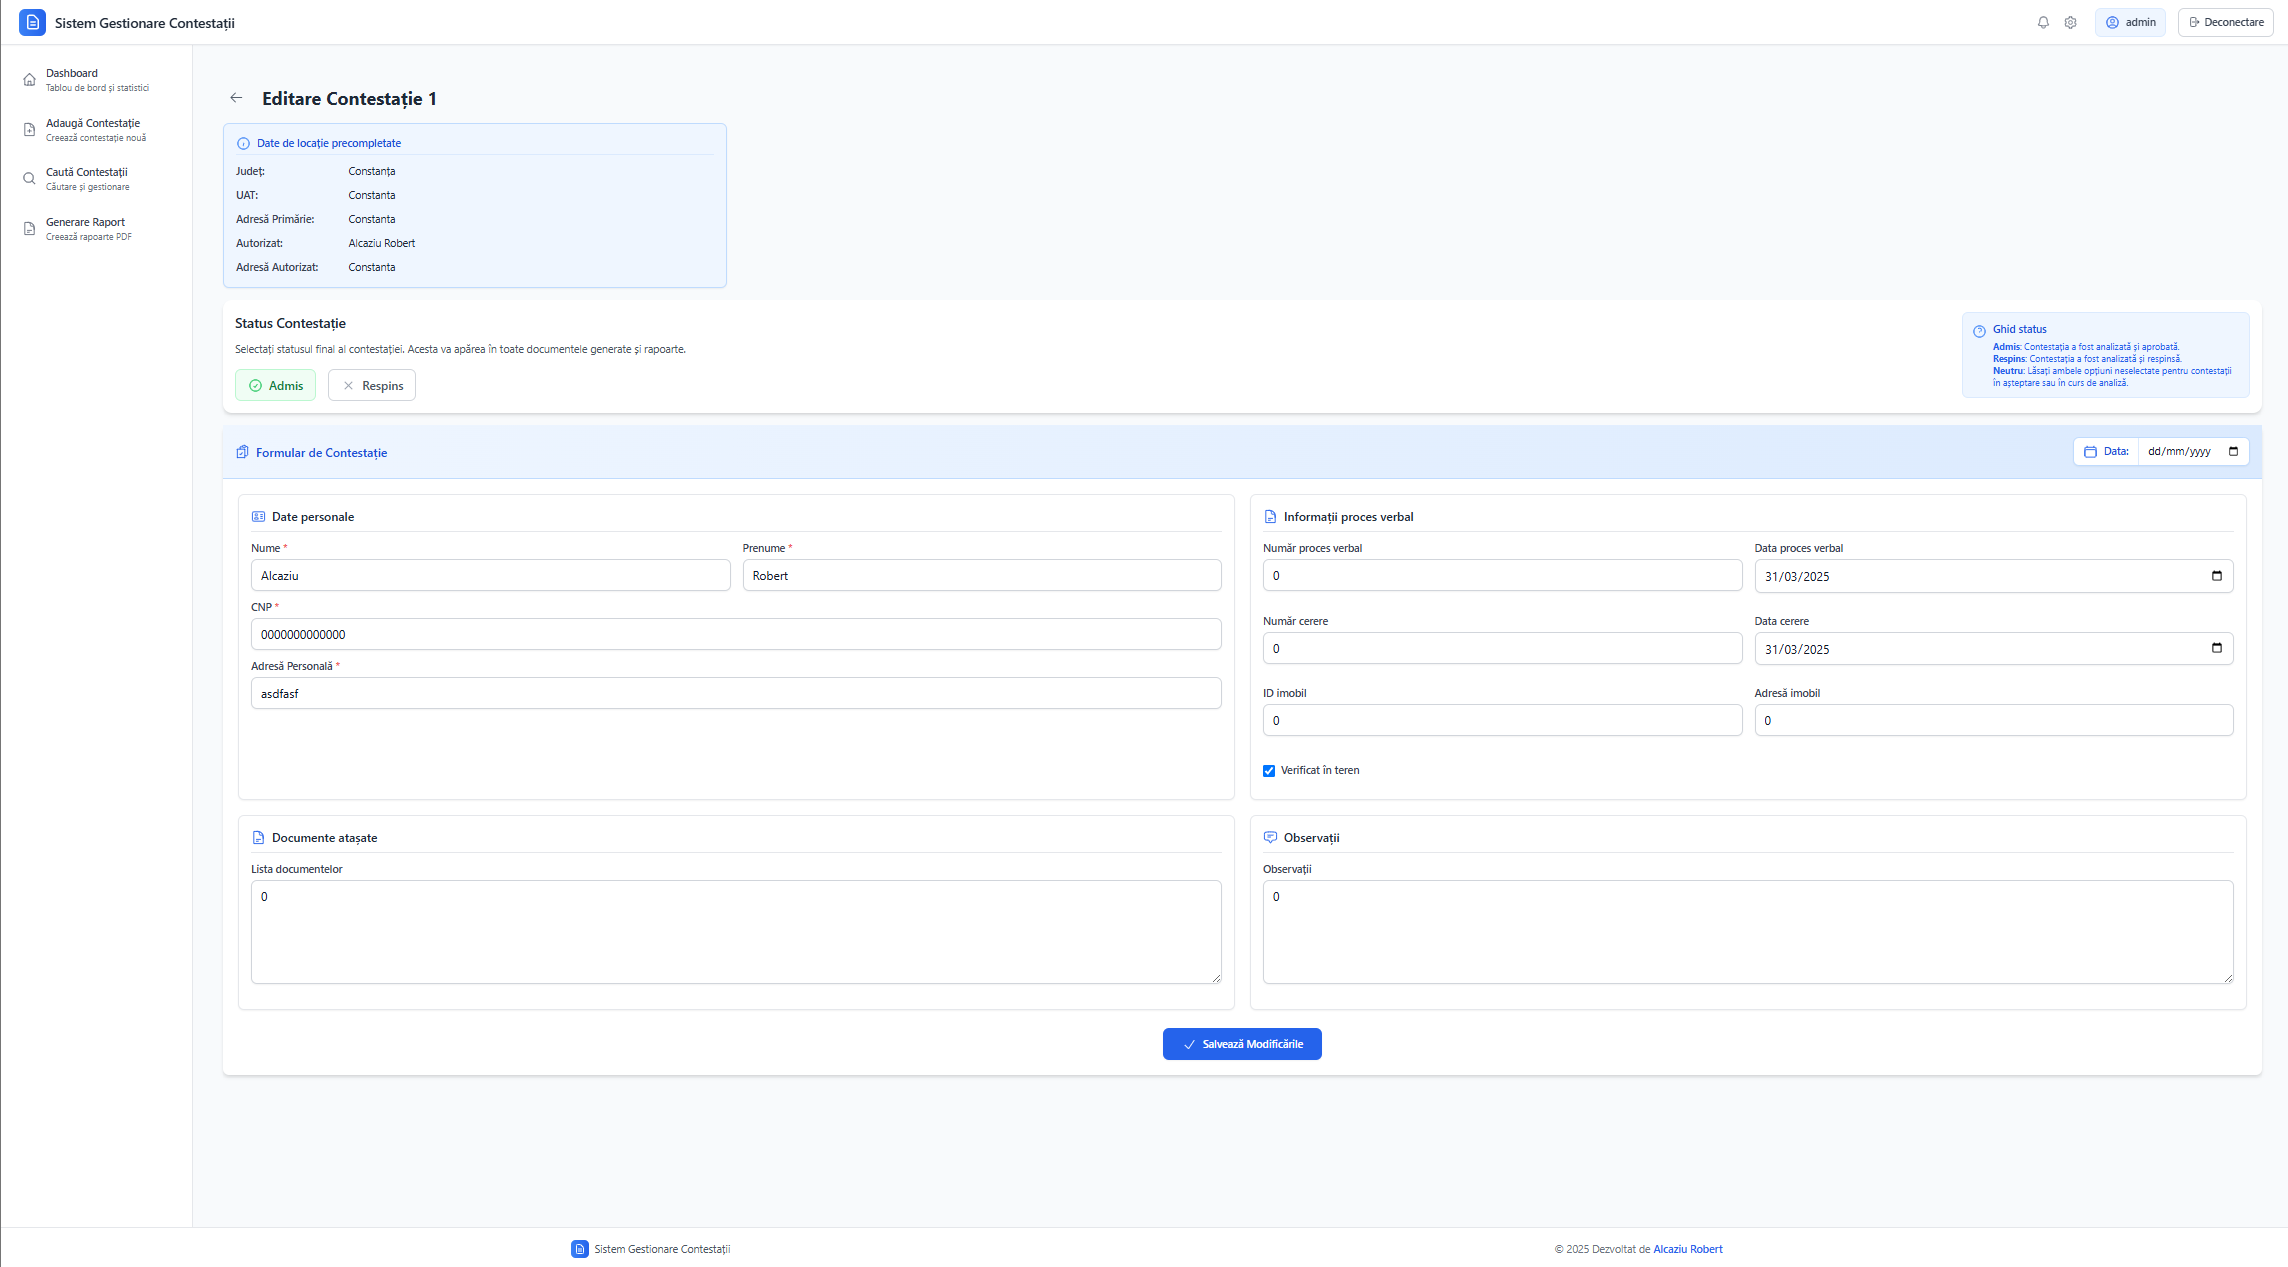 Sistem Gestionare Contestații
admin
Deconectare
Dashboard
Tablou de bord și statistici
Adaugă Contestație
Creează contestație nouă
Caută Contestații
Căutare și gestionare
Generare Raport
Creează rapoarte PDF
Editare Contestație 1
Date de locație precompletate
Județ: Constanța
UAT: Constanta
Adresă Primărie: Constanta
Autorizat: Alcaziu Robert
Adresă Autorizat: Constanta
Status Contestație
Selectați statusul final al contestației. Acesta va apărea în toate documentele generate și rapoarte.
Admis
Respins
Ghid status
Admis: Contestația a fost analizată și aprobată.
Respins: Contestația a fost analizată și respinsă.
Neutru: Lăsați ambele opțiuni neselectate pentru contestații
în așteptare sau în curs de analiză.
Formular de Contestație
Data: dd/mm/yyyy
Date personale
Nume *
Prenume *
Alcaziu
Robert
CNP *
0000000000000
Adresă Personală *
asdfasf
Informații proces verbal
Număr proces verbal
Data proces verbal
0
31/03/2025
Număr cerere
Data cerere
0
31/03/2025
ID imobil
Adresă imobil
0
0
Verificat în teren
Documente atașate
Lista documentelor
0
Observații
Observații
0
Salvează Modificările
Sistem Gestionare Contestații
© 2025 Dezvoltat de Alcaziu Robert